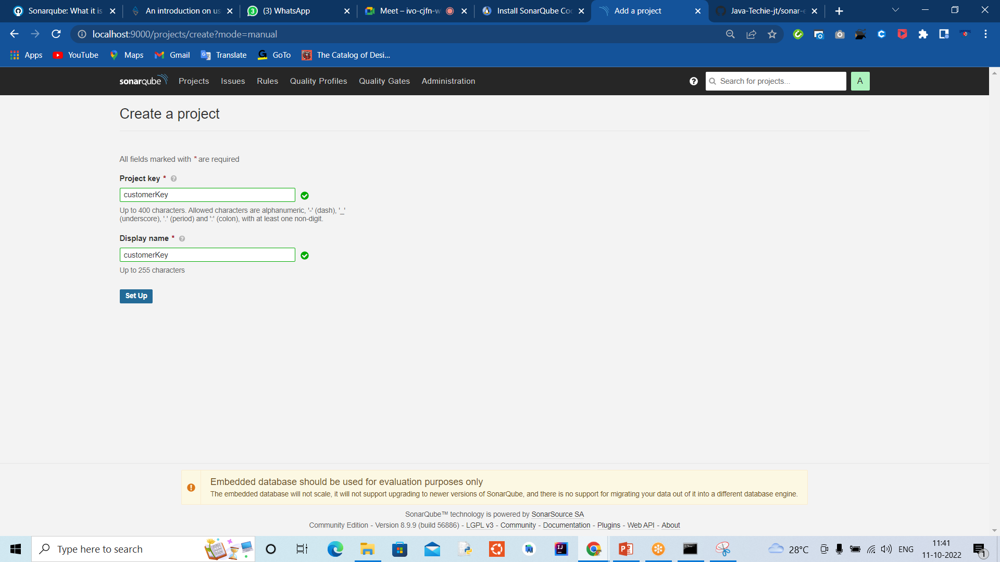 Sonarqube: What it is
An introduction on us
(3) WhatsApp
Meet – ivo-cjfn-w
Install SonarQube Coc
Add a project
Java-Techie-jt/sonar-e
localhost:9000/projects/create?mode=manual
Apps
YouTube
Maps
Gmail
Translate
GoTo
The Catalog of Desi...
sonarqube
Projects
Issues
Rules
Quality Profiles
Quality Gates
Administration
Search for projects...
A
Create a project
All fields marked with * are required
Project key *
customerKey
Up to 400 characters. Allowed characters are alphanumeric, '-' (dash), '_'
(underscore), '.' (period) and ':' (colon), with at least one non-digit.
Display name *
customerKey
Up to 255 characters
Set Up
Embedded database should be used for evaluation purposes only
The embedded database will not scale, it will not support upgrading to newer versions of SonarQube, and there is no support for migrating your data out of it into a different database engine.
SonarQube™ technology is powered by SonarSource SA
Community Edition - Version 8.9.9 (build 56886) - LGPL v3 - Community - Documentation - Plugins - Web API - About
Type here to search
28°C
ENG
11:41
11-10-2022
1